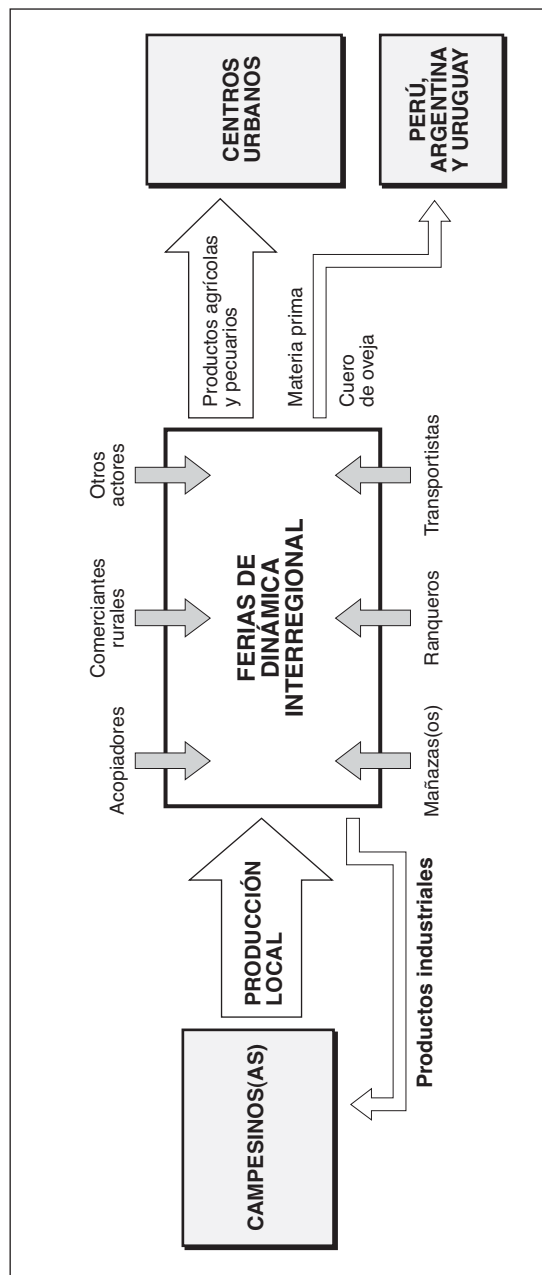 CAMPESINOS(AS)
PRODUCCIÓN
LOCAL
Productos industriales
Acopiadores
Comerciantes
rurales
Otros
actores
FERIAS DE
DINÁMICA
INTERREGIONAL
Mañazas(os)
Ranqueros
Transportistas
Productos agrícolas
y pecuarios
Materia prima
Cuero
de oveja
CENTROS
URBANOS
PERÚ,
ARGENTINA
Y URUGUAY